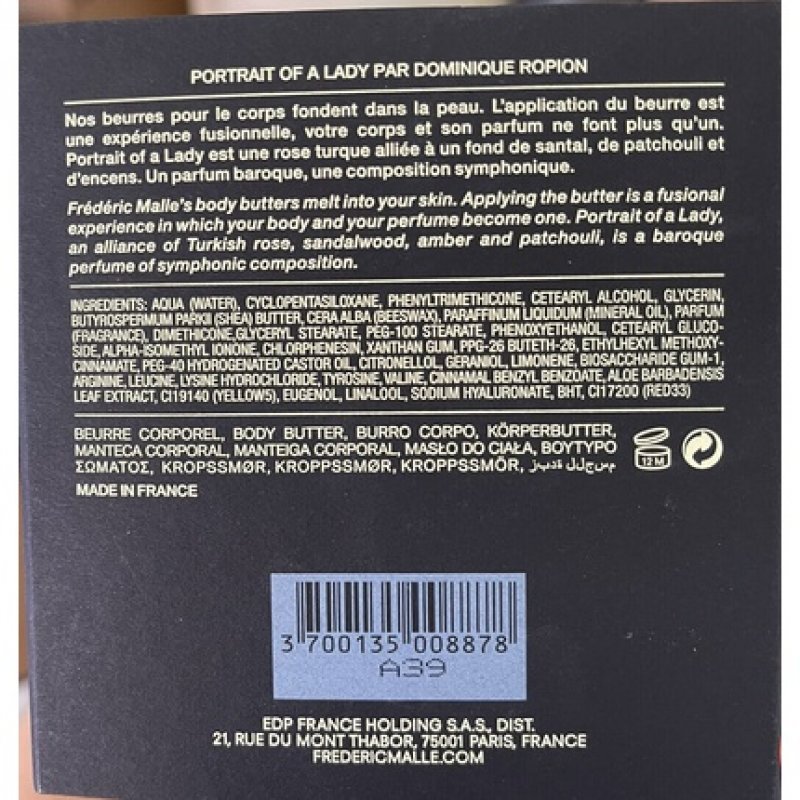 PORTRAIT OF A LADY PAR DOMINIQUE ROPION
Nos beurres pour le corps fondent dans la peau. L'application du beurre est
une expérience fusionnelle, votre corps et son parfum ne font plus qu'un.
Portrait of a Lady est une rose turque alliée à un fond de santal, de patchouli et
d'encens. Un parfum baroque, une composition symphonique.
Frédéric Malle's body butters melt into your skin. Applying the butter is a fusional
experience in which your body and your perfume become one. Portrait of a Lady,
an alliance of Turkish rose, sandalwood, amber and patchouli, is a baroque
perfume of symphonic composition.
INGREDIENTS: AQUA (WATER), CYCLOPENTASILOXANE, PHENYLTRIMETHICONE, CETEARYL ALCOHOL, GLYCERIN,
BUTYROSPERMUM PARKII (SHEA) BUTTER, CERA ALBA (BEESWAX), PARAFFINUM LIQUIDUM (MINERAL OIL), PARFUM
(FRAGRANCE), DIMETHICONE,GLYCERYL STEARATE, PEG-100 STEARATE, PHENOXYETHANOL, CETEARYL GLUCO-
SIDE, ALPHA-ISOMETHYL IONONE, CHLORPHENESIN, XANTHAN GUM, PPG-26 BUTETH-26, ETHYLHEXYL METHOXY-
CINNAMATE, PEG-40 HYDROGENATED CASTOR OIL, CITRONELLOL, GERANIOL, LIMONENE, BIOSACCHARIDE GUM-1,
ARGININE, LEUCINE, LYSINE HYDROCHLORIDE, TYROSINE, VALINE, CINNAMAL BENZYL BENZOATE, ALOE BARBADENSIS
LEAF EXTRACT, CI19140 (YELLOW5), EUGENOL, LINALOOL, SODIUM HYALURONATE, BHT, CI17200 (RED33)
BEURRE CORPOREL, BODY BUTTER, BURRO CORPO, KÖRPERBUTTER,
MANTECA CORPORAL, MANTEIGA CORPORAL, MASŁO DO CIAŁA, ΒΟΥΤΥΡΟ
ΣΩΜΑΤΟΣ, KROPSSMØR, KROPPSSMØR, KROPPSSMÖR, زبدة للجسم
12 M
MADE IN FRANCE
3 700135 008878
A39
EDP FRANCE HOLDING S.A.S., DIST.
21, RUE DU MONT THABOR, 75001 PARIS, FRANCE
FREDERICMALLE.COM